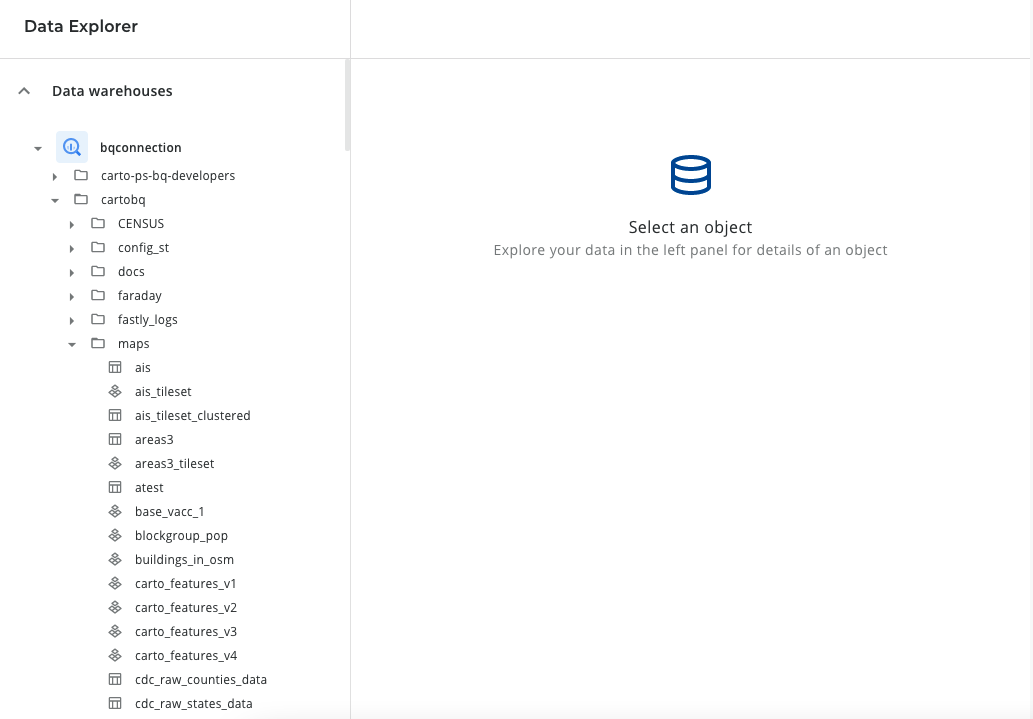 Data Explorer
Data warehouses
bqconnection
carto-ps-bq-developers
cartobq
CENSUS
config_st
docs
faraday
fastly_logs
maps
ais
ais_tileset
ais_tileset_clustered
areas3
areas3_tileset
atest
base_vacc_1
blockgroup_pop
buildings_in_osm
carto_features_v1
carto_features_v2
carto_features_v3
carto_features_v4
cdc_raw_counties_data
cdc_raw_states_data
Select an object
Explore your data in the left panel for details of an object